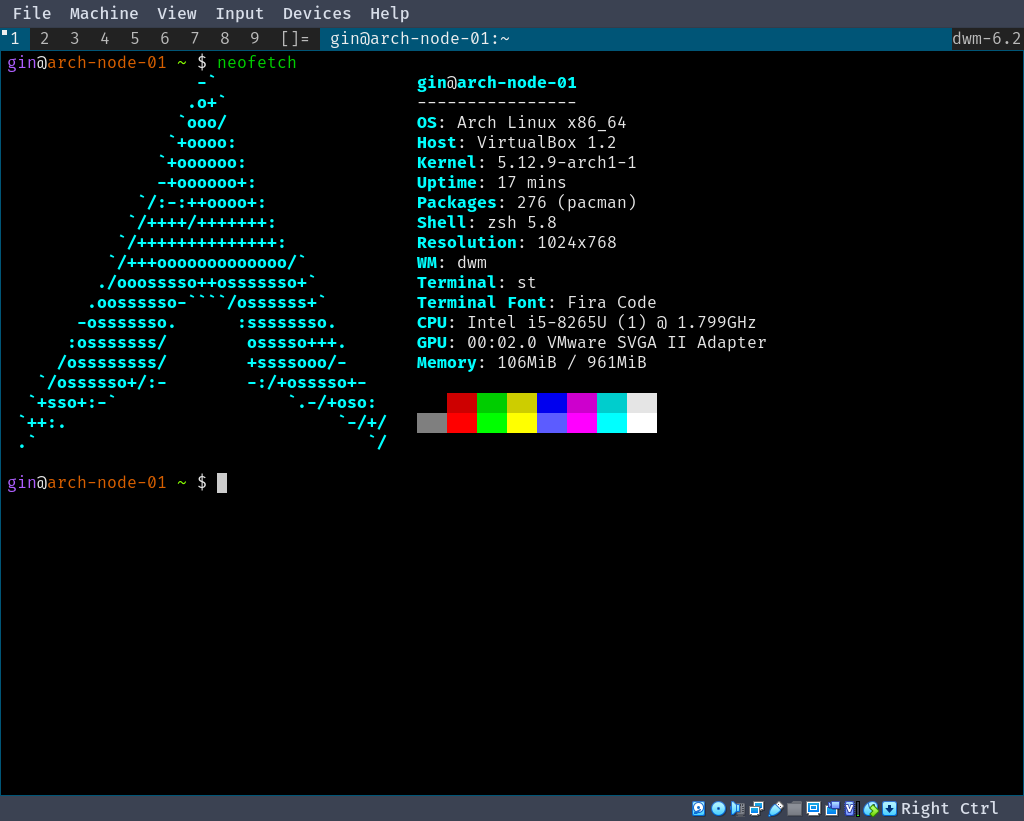 File Machine View Input Devices Help
1 2 3 4 5 6 7 8 9 []= gin@arch-node-01:~ dwm-6.2
gin@arch-node-01 ~ $ neofetch
                   -`                    gin@arch-node-01
                  .o+`                   ----------------
                 `ooo/                   OS: Arch Linux x86_64
                `+oooo:                  Host: VirtualBox 1.2
               `+oooooo:                 Kernel: 5.12.9-arch1-1
               -+oooooo+:                Uptime: 17 mins
             `/:-:++oooo+:               Packages: 276 (pacman)
            `/++++/+++++++:              Shell: zsh 5.8
           `/++++++++++++++:             Resolution: 1024x768
          `/+++ooooooooooooo/`           WM: dwm
         ./ooosssso++osssssso+`          Terminal: st
        .oossssso-````/ossssss+`         Terminal Font: Fira Code
       -osssssso.      :ssssssso.        CPU: Intel i5-8265U (1) @ 1.799GHz
      :osssssss/        osssso+++.       GPU: 00:02.0 VMware SVGA II Adapter
     /ossssssss/        +ssssooo/-       Memory: 106MiB / 961MiB
   `/ossssso+/:-        -:/+osssso+-
  `+sso+:-`                 `.-/+oso:
 `++:.                           `-/+/
 .`                                 `/
gin@arch-node-01 ~ $
Right Ctrl